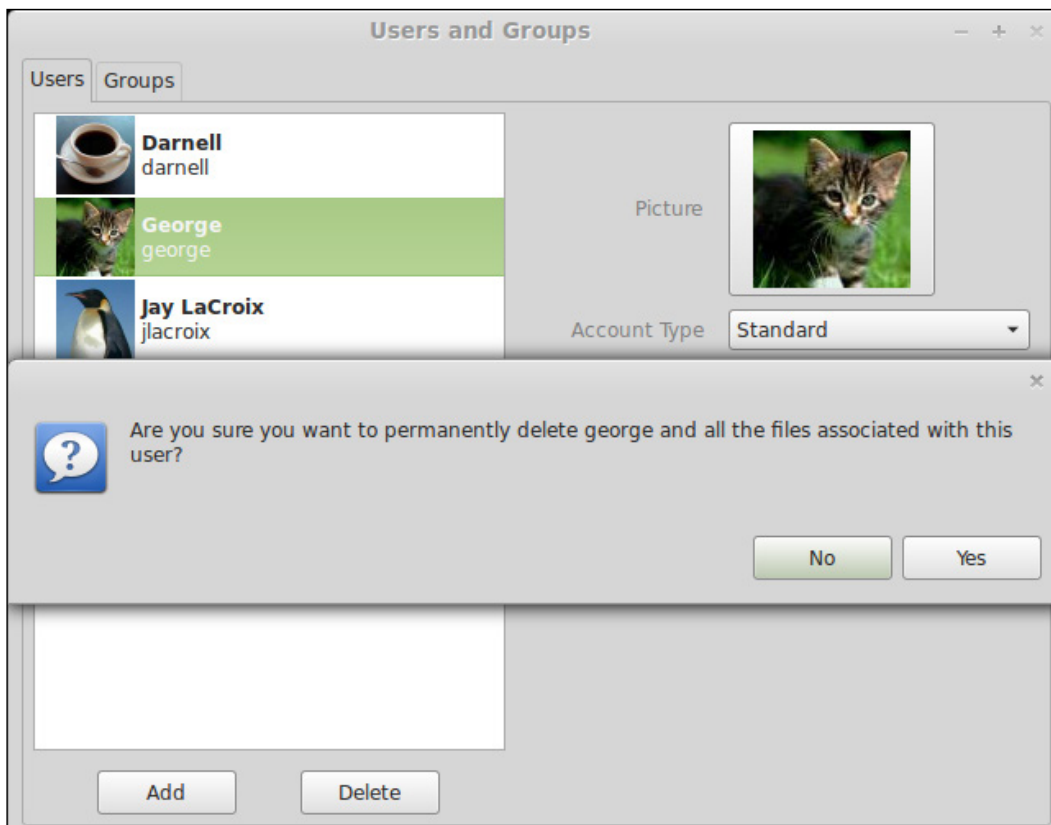 Users and Groups
Users Groups
Darnell
darnell
George
george
Jay LaCroix
jlacroix
Picture
Account Type Standard
Are you sure you want to permanently delete george and all the files associated with this
user?
No Yes
Add Delete